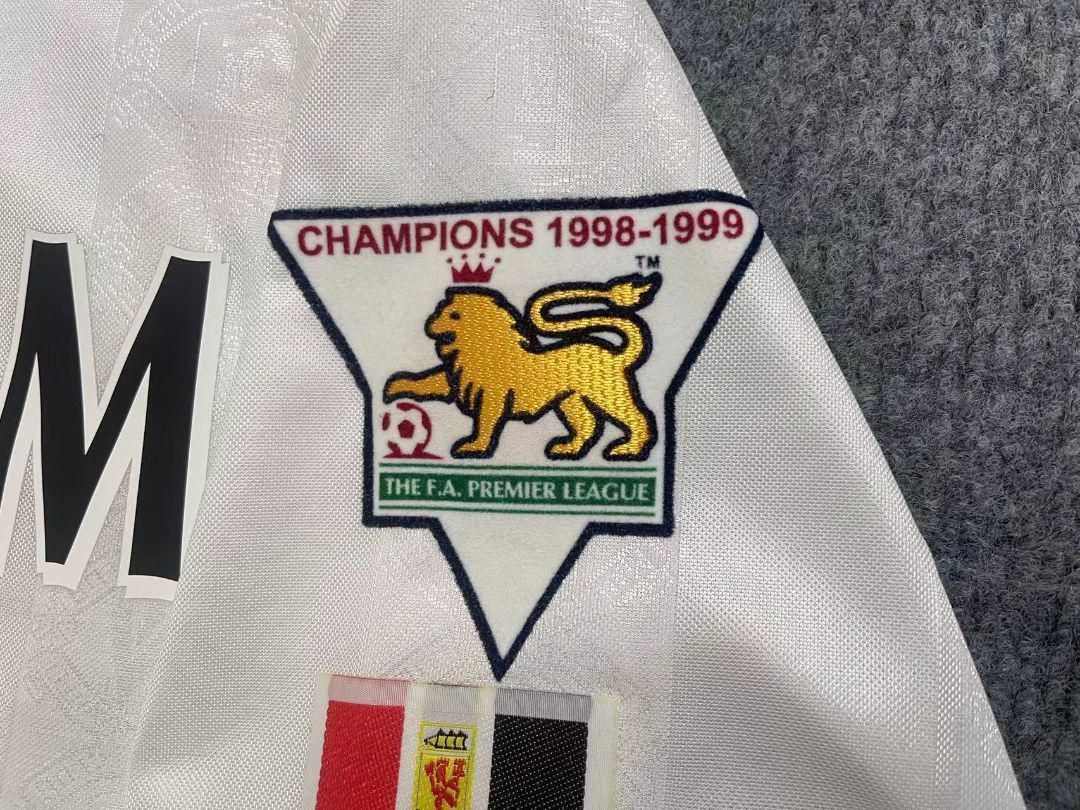 CHAMPIONS 1998-1999
TM
M
THE F.A. PREMIER LEAGUE